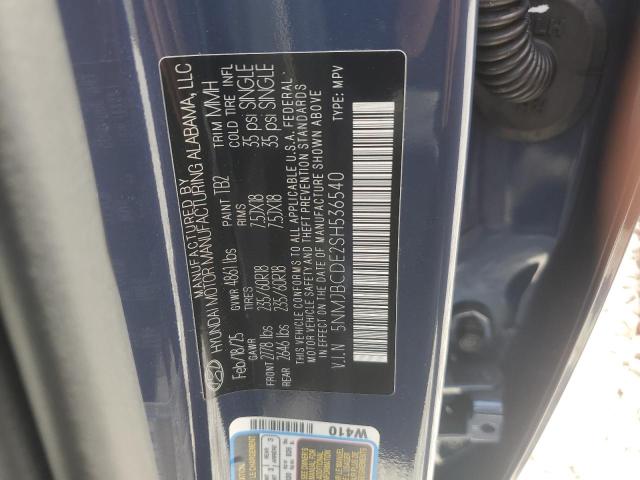 MANUFACTURED BY
HYUNDAI MOTOR MANUFACTURING ALABAMA, LLC
Feb/18/25 GVWR 4861 lbs PAINT TB2 TRIM MMH
GAWR TIRES RIMS COLD TIRE INFL
FRONT 2778 lbs 235/60R18 7.5JX18 35 psi SINGLE
REAR 2646 lbs 235/60R18 7.5JX18 35 psi SINGLE
THIS VEHICLE CONFORMS TO ALL APPLICABLE U.S.A. FEDERAL
MOTOR VEHICLE SAFETY AND THEFT PREVENTION STANDARDS
IN EFFECT ON THE DATE OF MANUFACTURE SHOWN ABOVE
V.I.N 5NMJBCDE2SH536540 TYPE: MPV
W410